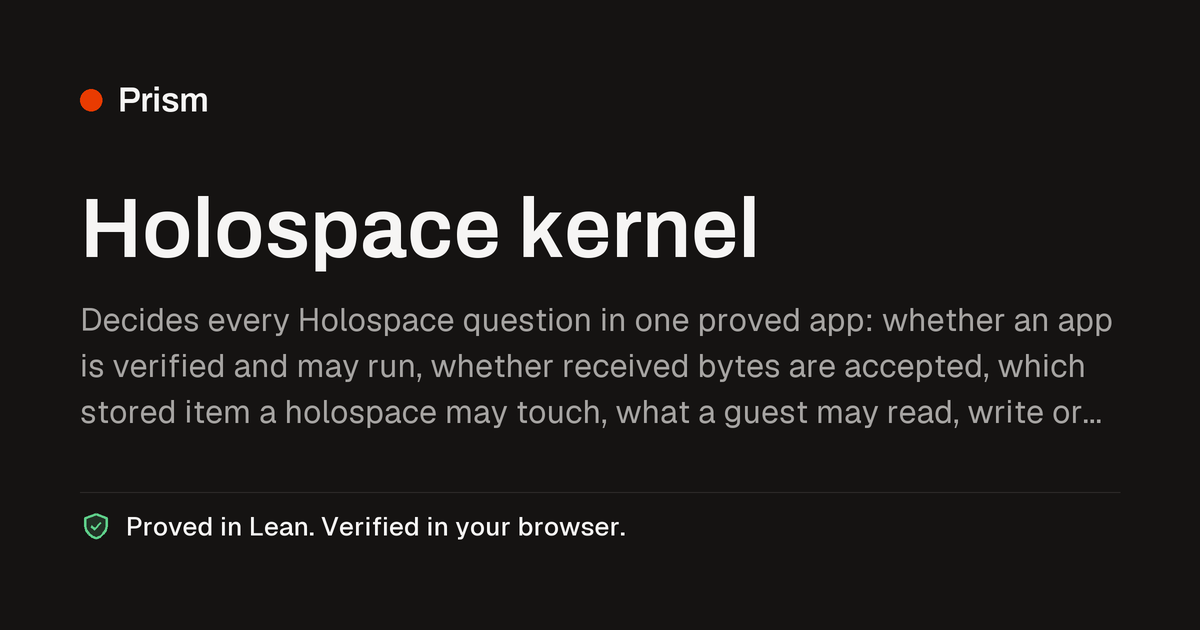 Prism
Holospace kernel
Decides every Holospace question in one proved app: whether an app
is verified and may run, whether received bytes are accepted, which
stored item a holospace may touch, what a guest may read, write or...
Proved in Lean. Verified in your browser.